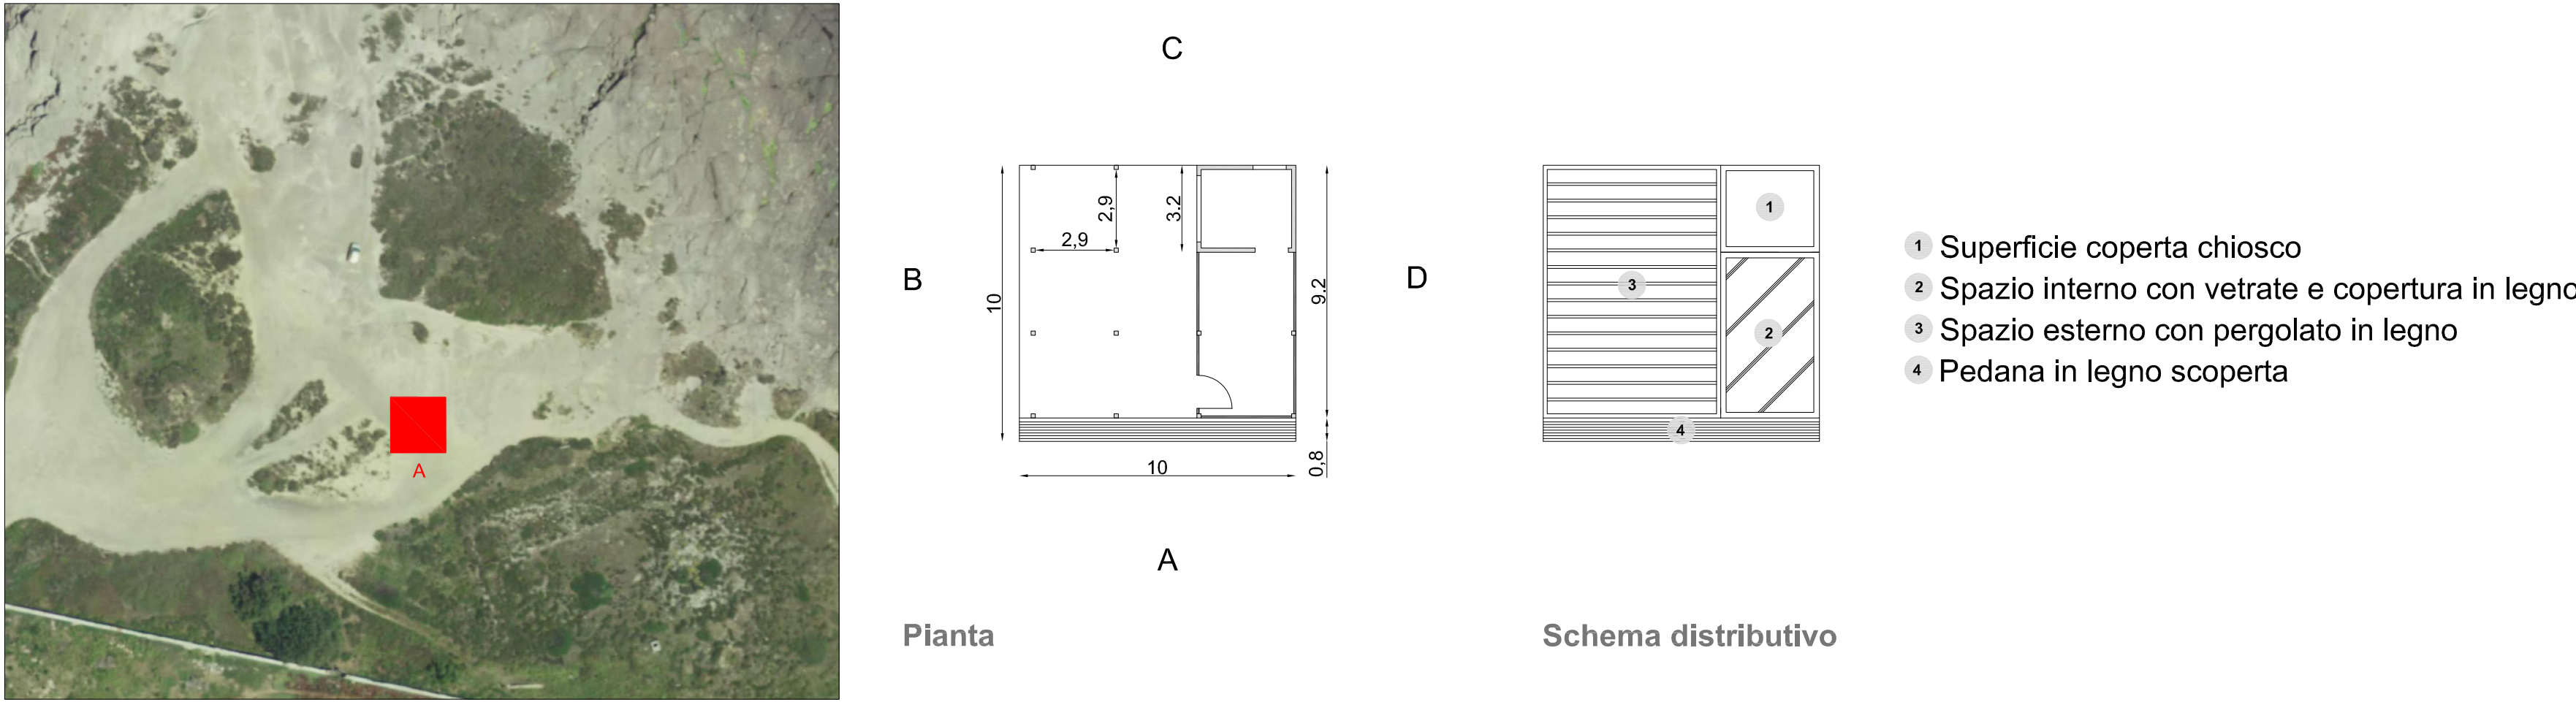 A
C
B
D
A
2,9
2,9
3.2
10
9.2
10
0,8
Pianta
1
2
3
4
Schema distributivo
1 Superficie coperta chiosco
2 Spazio interno con vetrate e copertura in legno
3 Spazio esterno con pergolato in legno
4 Pedana in legno scoperta